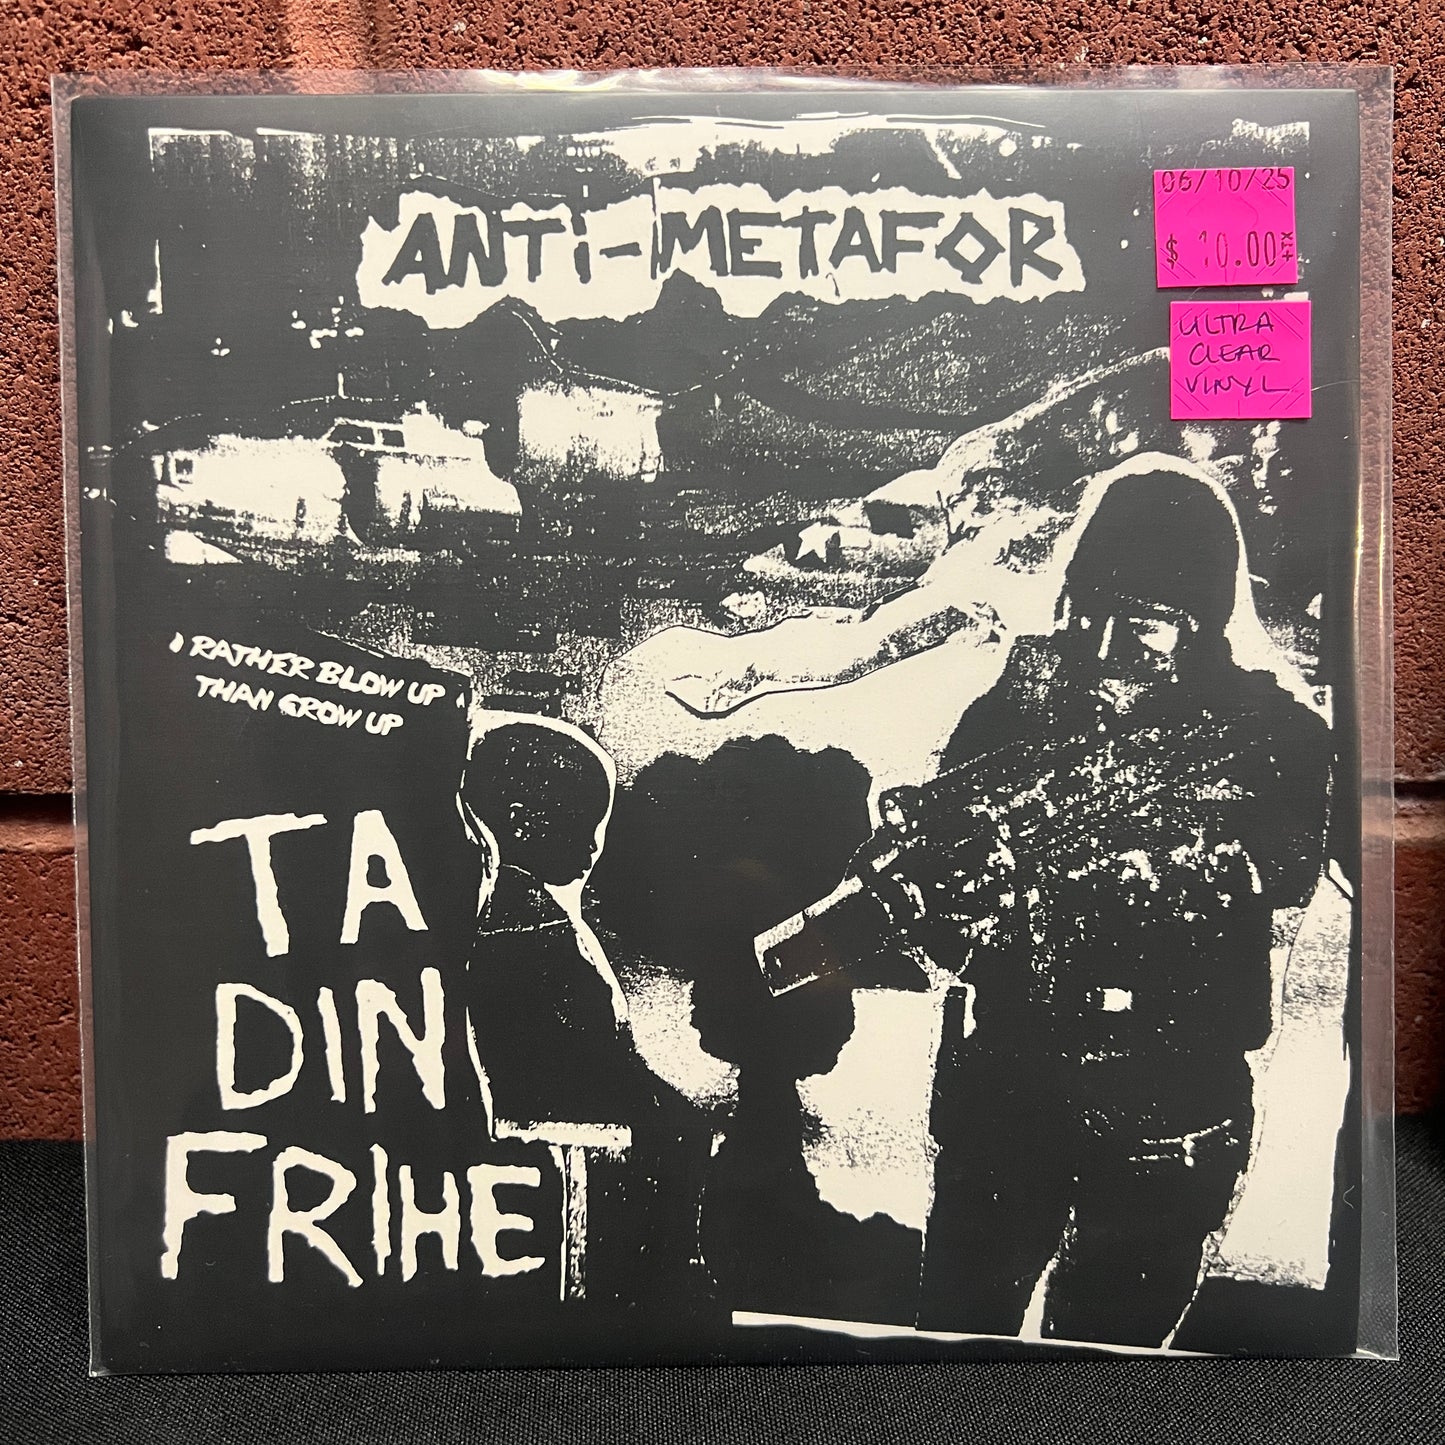 ANTi-METAFOR
06/10/25
$ 10.00 +TX
ULTRA
CLEAR
VINYL
I RATHER BLOW UP
THAN GROW UP
TA
DIN
FRIHET